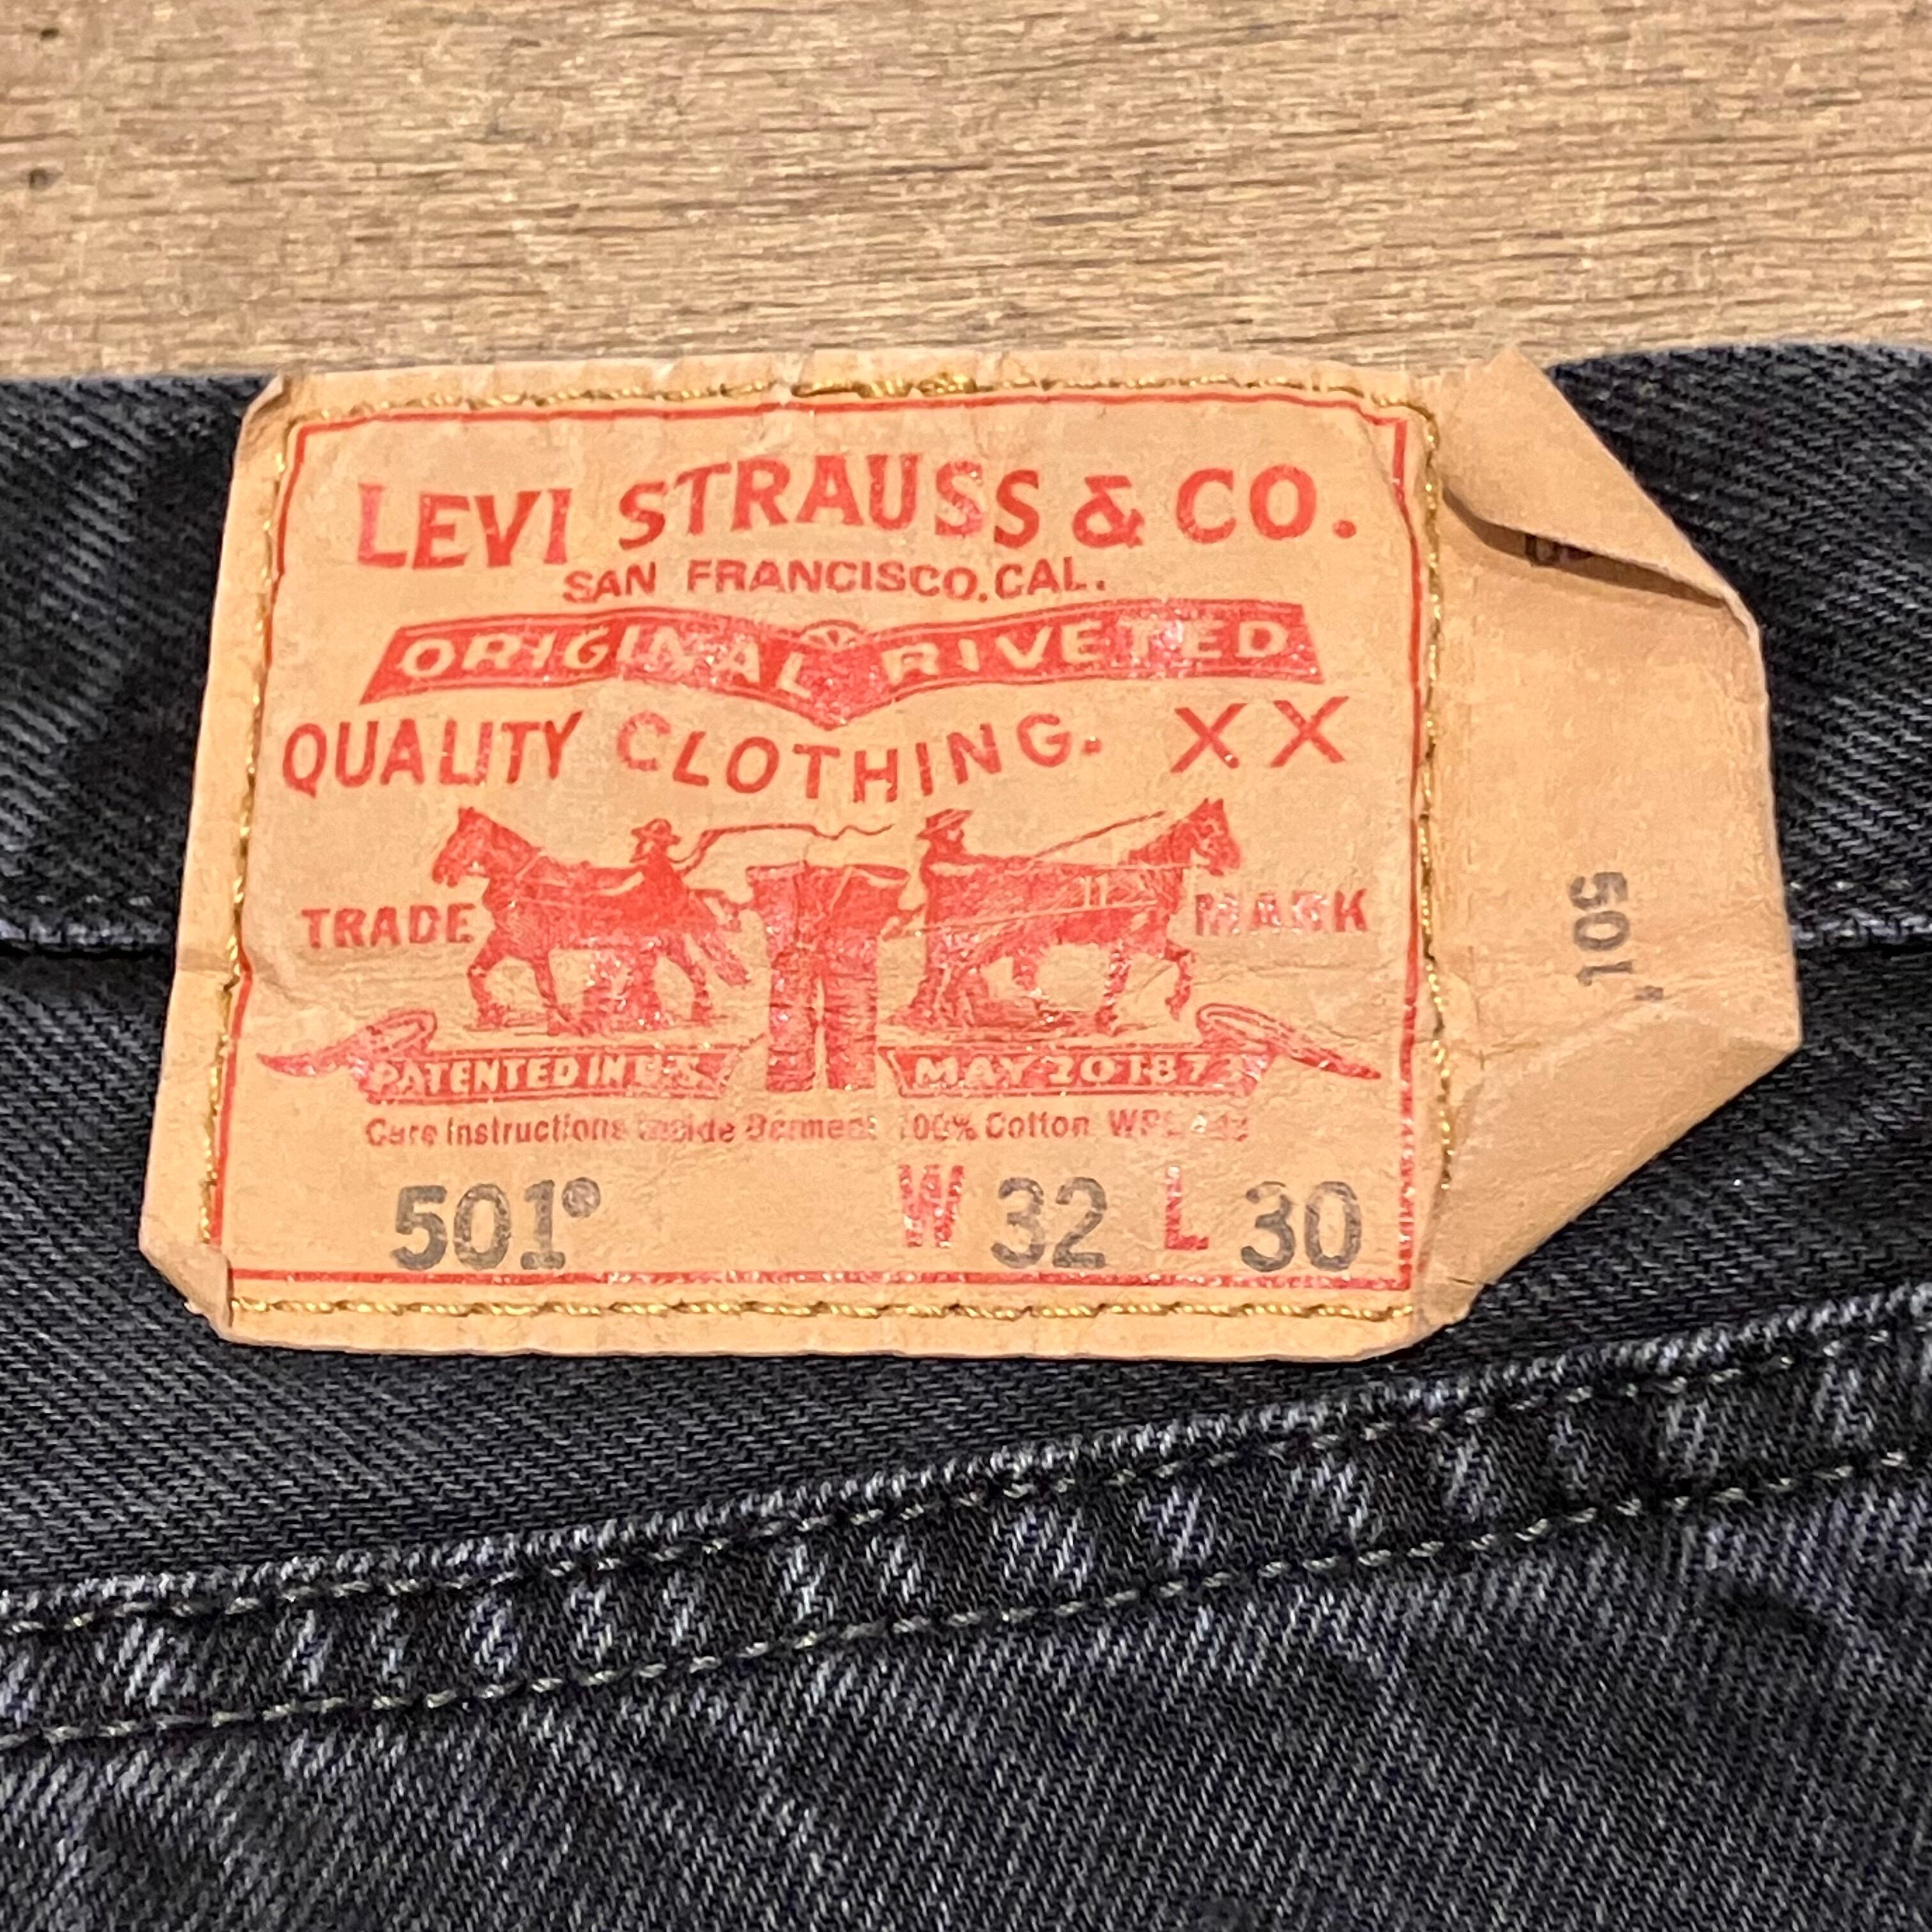 LEVI STRAUSS & CO.
SAN FRANCISCO, CAL.
ORIGINAL RIVETED
QUALITY CLOTHING. XX
TRADE MARK
PATENTED IN U.S. MAY 20 1873
Care Instructions Inside Garment 100% Cotton WPL
501® W 32 L 30
501